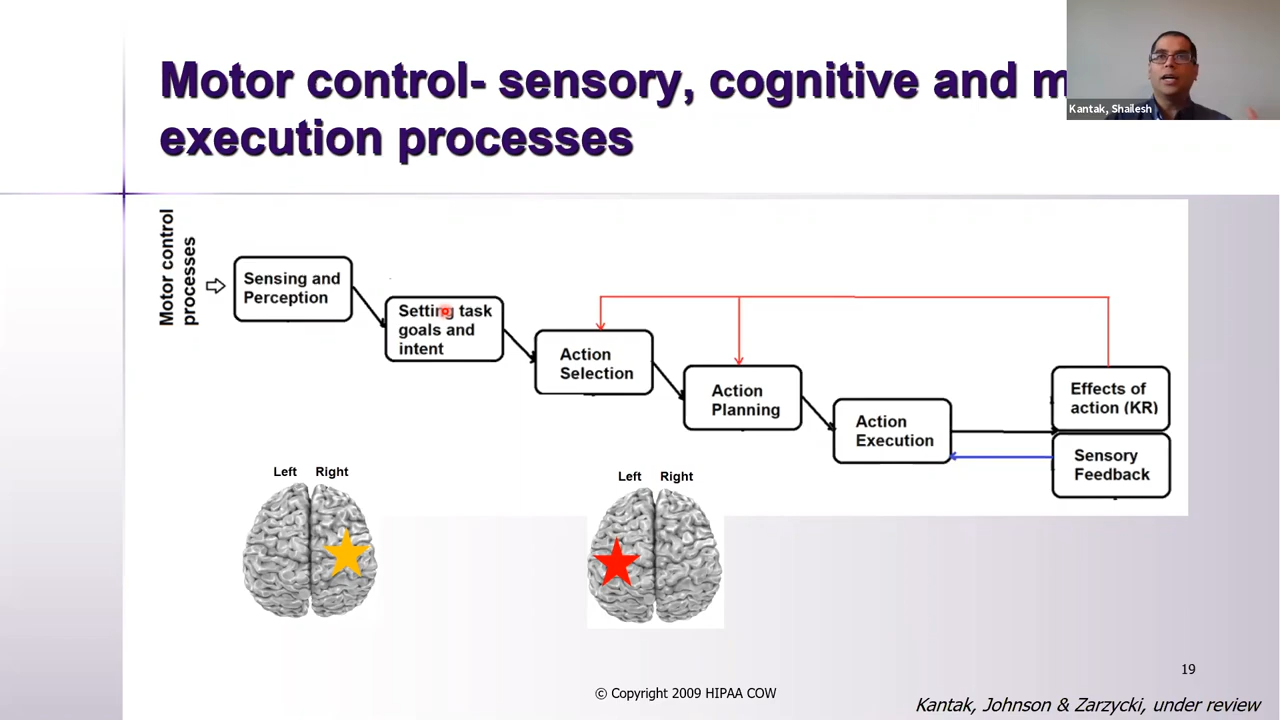 Motor control- sensory, cognitive and m
execution processes
Kantak, Shailesh
Motor control
processes
Sensing and
Perception
Setting task
goals and
intent
Action
Selection
Action
Planning
Action
Execution
Effects of
action (KR)
Sensory
Feedback
Left Right
Left Right
19
© Copyright 2009 HIPAA COW
Kantak, Johnson & Zarzycki, under review